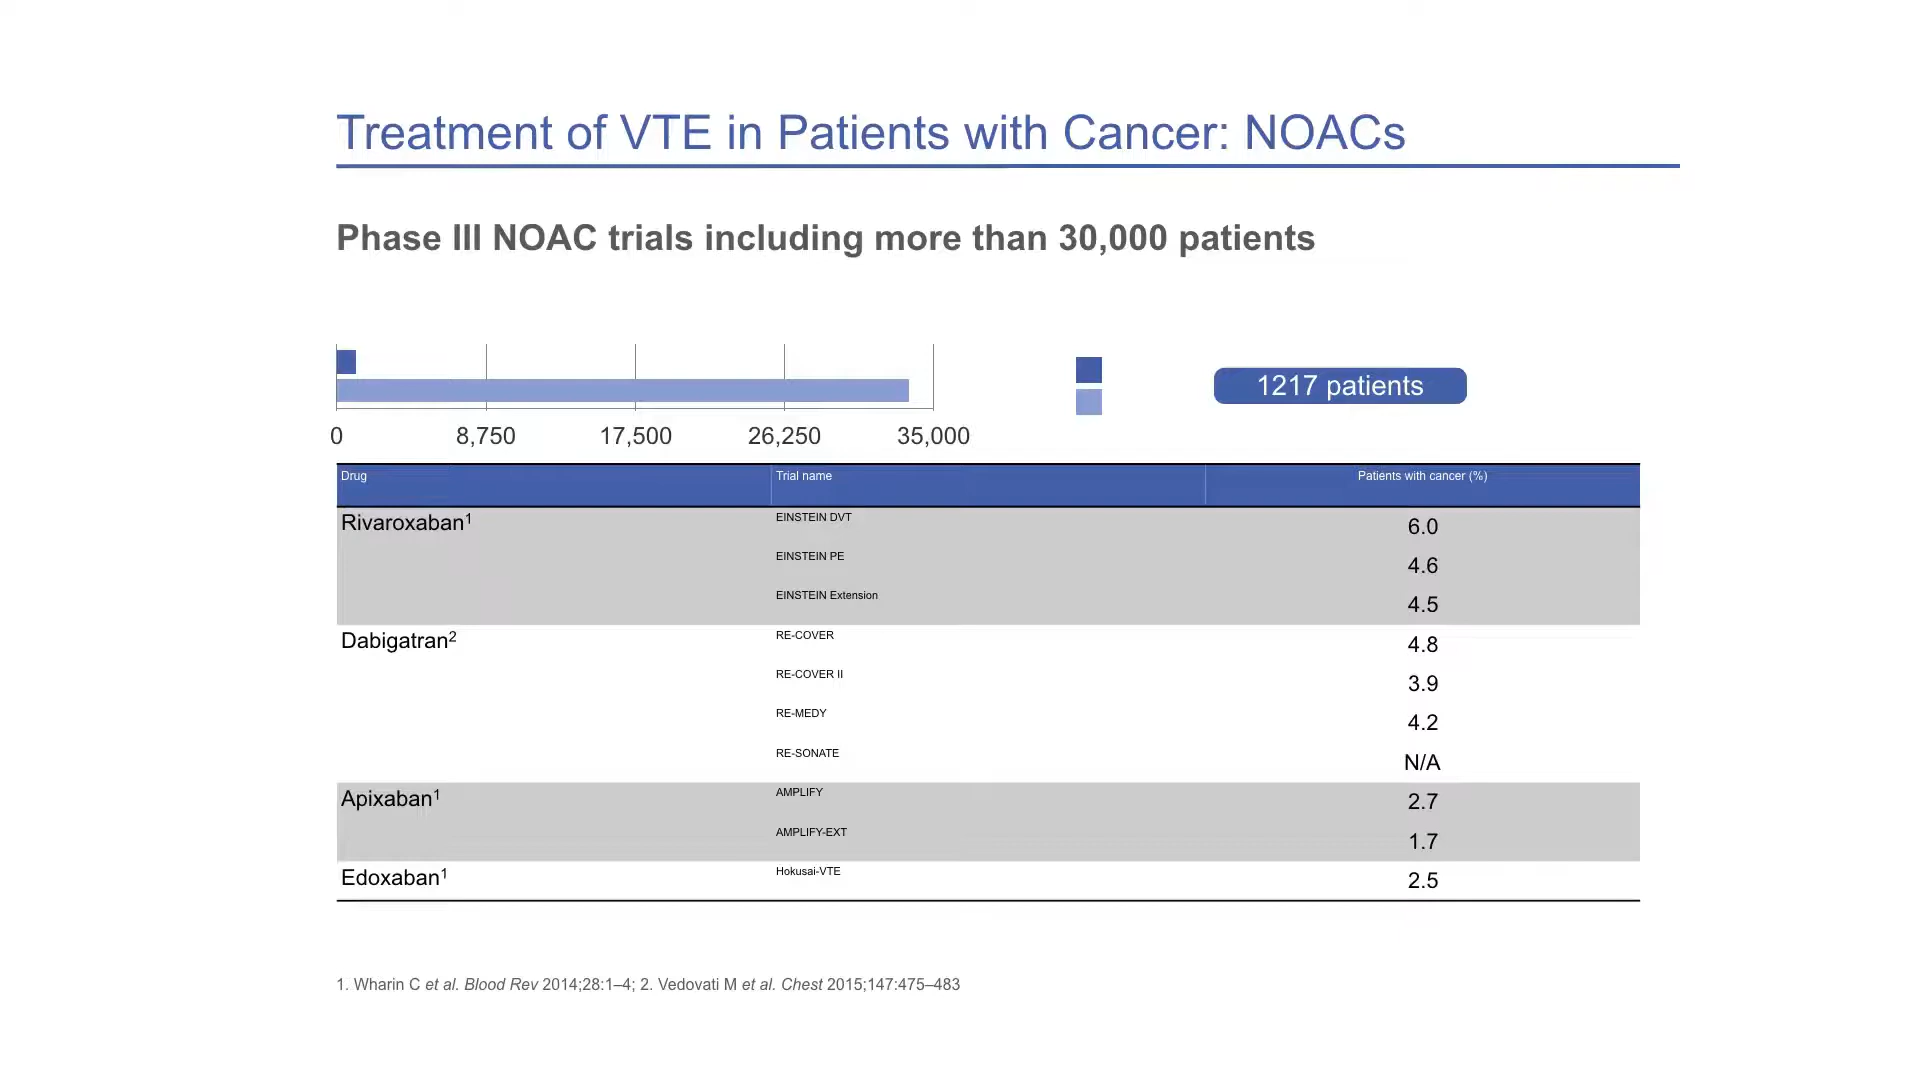 Treatment of VTE in Patients with Cancer: NOACs
Phase III NOAC trials including more than 30,000 patients
1217 patients
0 8,750 17,500 26,250 35,000
Drug Trial name Patients with cancer (%)
Rivaroxaban¹ EINSTEIN DVT 6.0
EINSTEIN PE 4.6
EINSTEIN Extension 4.5
Dabigatran² RE-COVER 4.8
RE-COVER II 3.9
RE-MEDY 4.2
RE-SONATE N/A
Apixaban¹ AMPLIFY 2.7
AMPLIFY-EXT 1.7
Edoxaban¹ Hokusai-VTE 2.5
1. Wharin C et al. Blood Rev 2014;28:1–4; 2. Vedovati M et al. Chest 2015;147:475–483